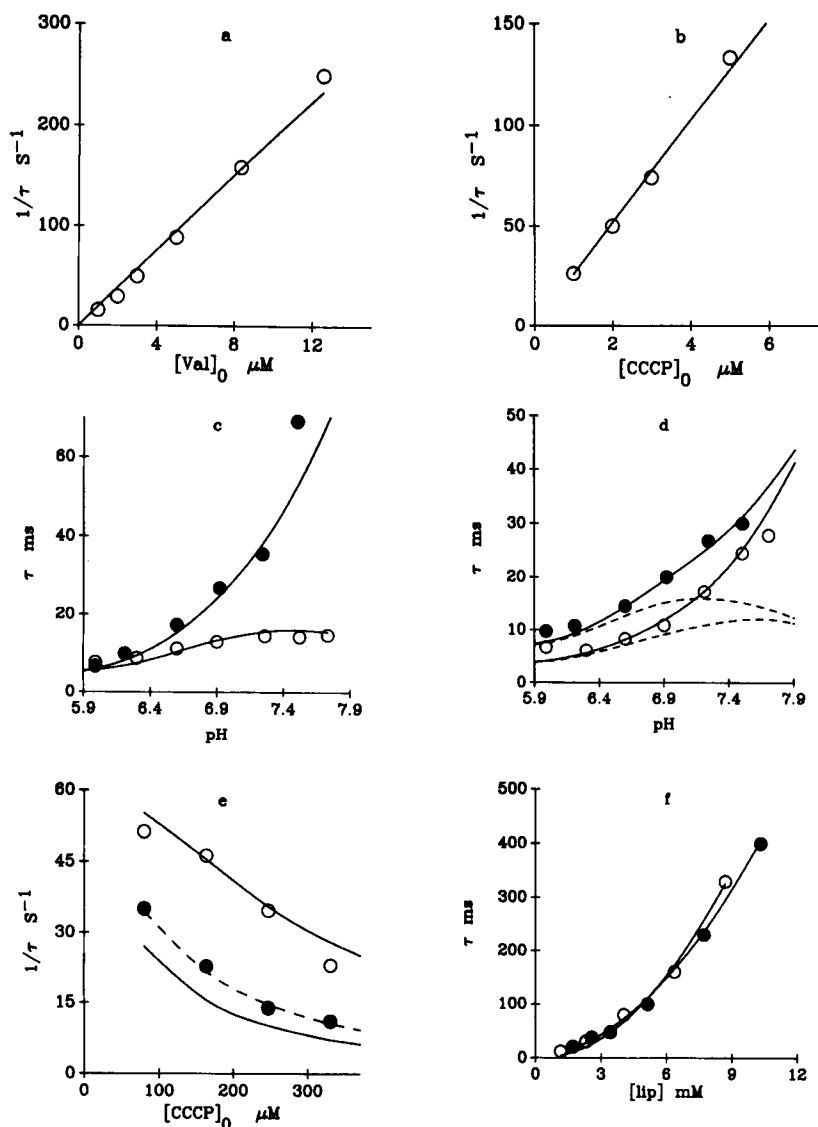 a
300
200
100
0
1/τ S⁻¹
0 4 8 12
[Val]₀ μM
b
150
100
50
0
1/τ S⁻¹
0 2 4 6
[CCCP]₀ μM
c
60
40
20
0
τ ms
5.9 6.4 6.9 7.4 7.9
pH
d
50
40
30
20
10
0
τ ms
5.9 6.4 6.9 7.4 7.9
pH
e
60
45
30
15
0
1/τ S⁻¹
0 100 200 300
[CCCP]₀ μM
f
500
400
300
200
100
0
τ ms
0 3 6 9 12
[lip] mM